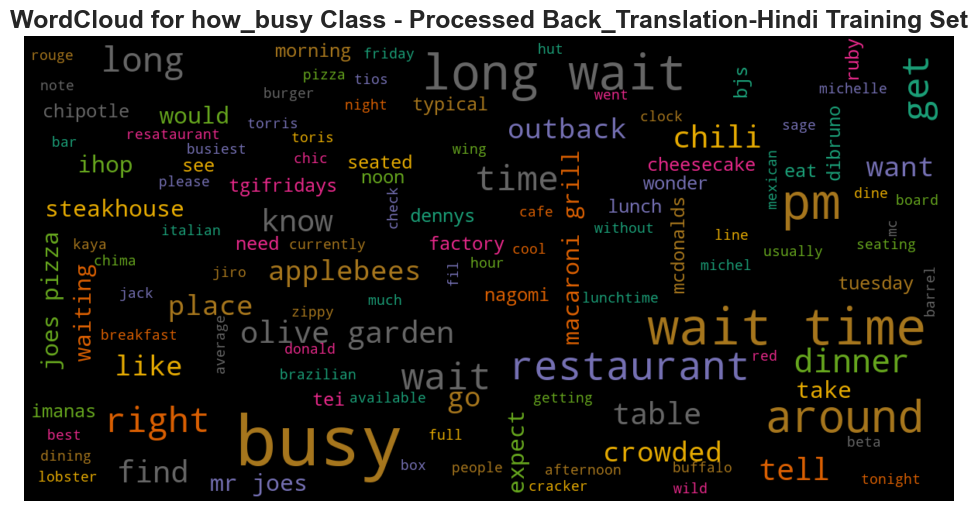 WordCloud for how_busy Class - Processed Back_Translation-Hindi Training Set
rouge
long
morning
friday
hut
long wait
ruby
get
note
pizza
tios
burger
bjs
michelle
chipotle
would
night
typical
went
clock
sage
bar
resataurant
torris
toris
outback
chili
dibruno
busiest
ihop
see
chic
seated
wing
cheesecake
mexican
eat
want
please
tgifridays
noon
time
wonder
pm
dine
board
steakhouse
know
check
dennys
cafe
macaroni grill
lunch
mcdonalds
without
line
mc
italian
kaya
need
currently
factory
cool
usually
seating
joes pizza
waiting
chima
jiro
applebees
fil
hour
michel
barrel
jack
place
zippy
much
nagomi
lunchtime
tuesday
breakfast
average
olive garden
donald
wait time
like
brazilian
wait
restaurant
red
dinner
imanas
right
tei
available
go
getting
table
take
around
best
busy
full
expect
crowded
beta
dining
find
box
people
afternoon
buffalo
tell
lobster
mr joes
cracker
wild
tonight